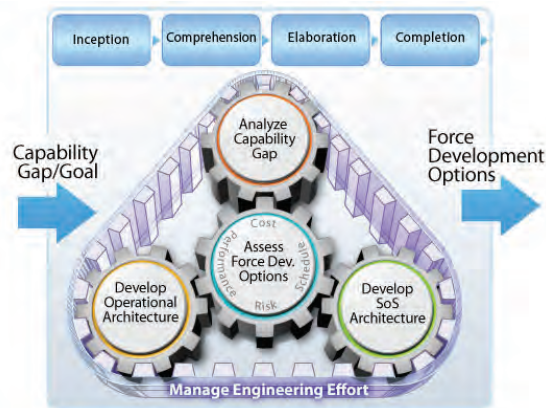 Inception
Comprehension
Elaboration
Completion
Capability
Gap/Goal
Analyze
Capability
Gap
Force
Development
Options
Cost
Performance
Assess
Force Dev.
Options
Schedule
Risk
Develop
Operational
Architecture
Develop
SoS
Architecture
Manage Engineering Effort